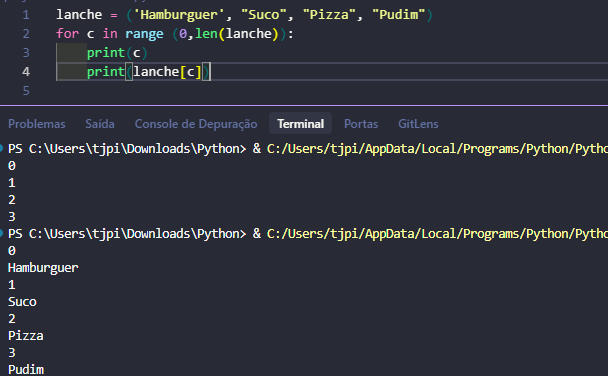 1 lanche = ('Hamburguer', "Suco", "Pizza", "Pudim")
2 for c in range (0,len(lanche)):
3     print(c)
4     print(lanche[c])
5
Problemas Saída Console de Depuração Terminal Portas GitLens
PS C:\Users\tjpi\Downloads\Python> & C:/Users/tjpi/AppData/Local/Programs/Python/Pytho
0
1
2
3
PS C:\Users\tjpi\Downloads\Python> & C:/Users/tjpi/AppData/Local/Programs/Python/Pytho
0
Hamburguer
1
Suco
2
Pizza
3
Pudim